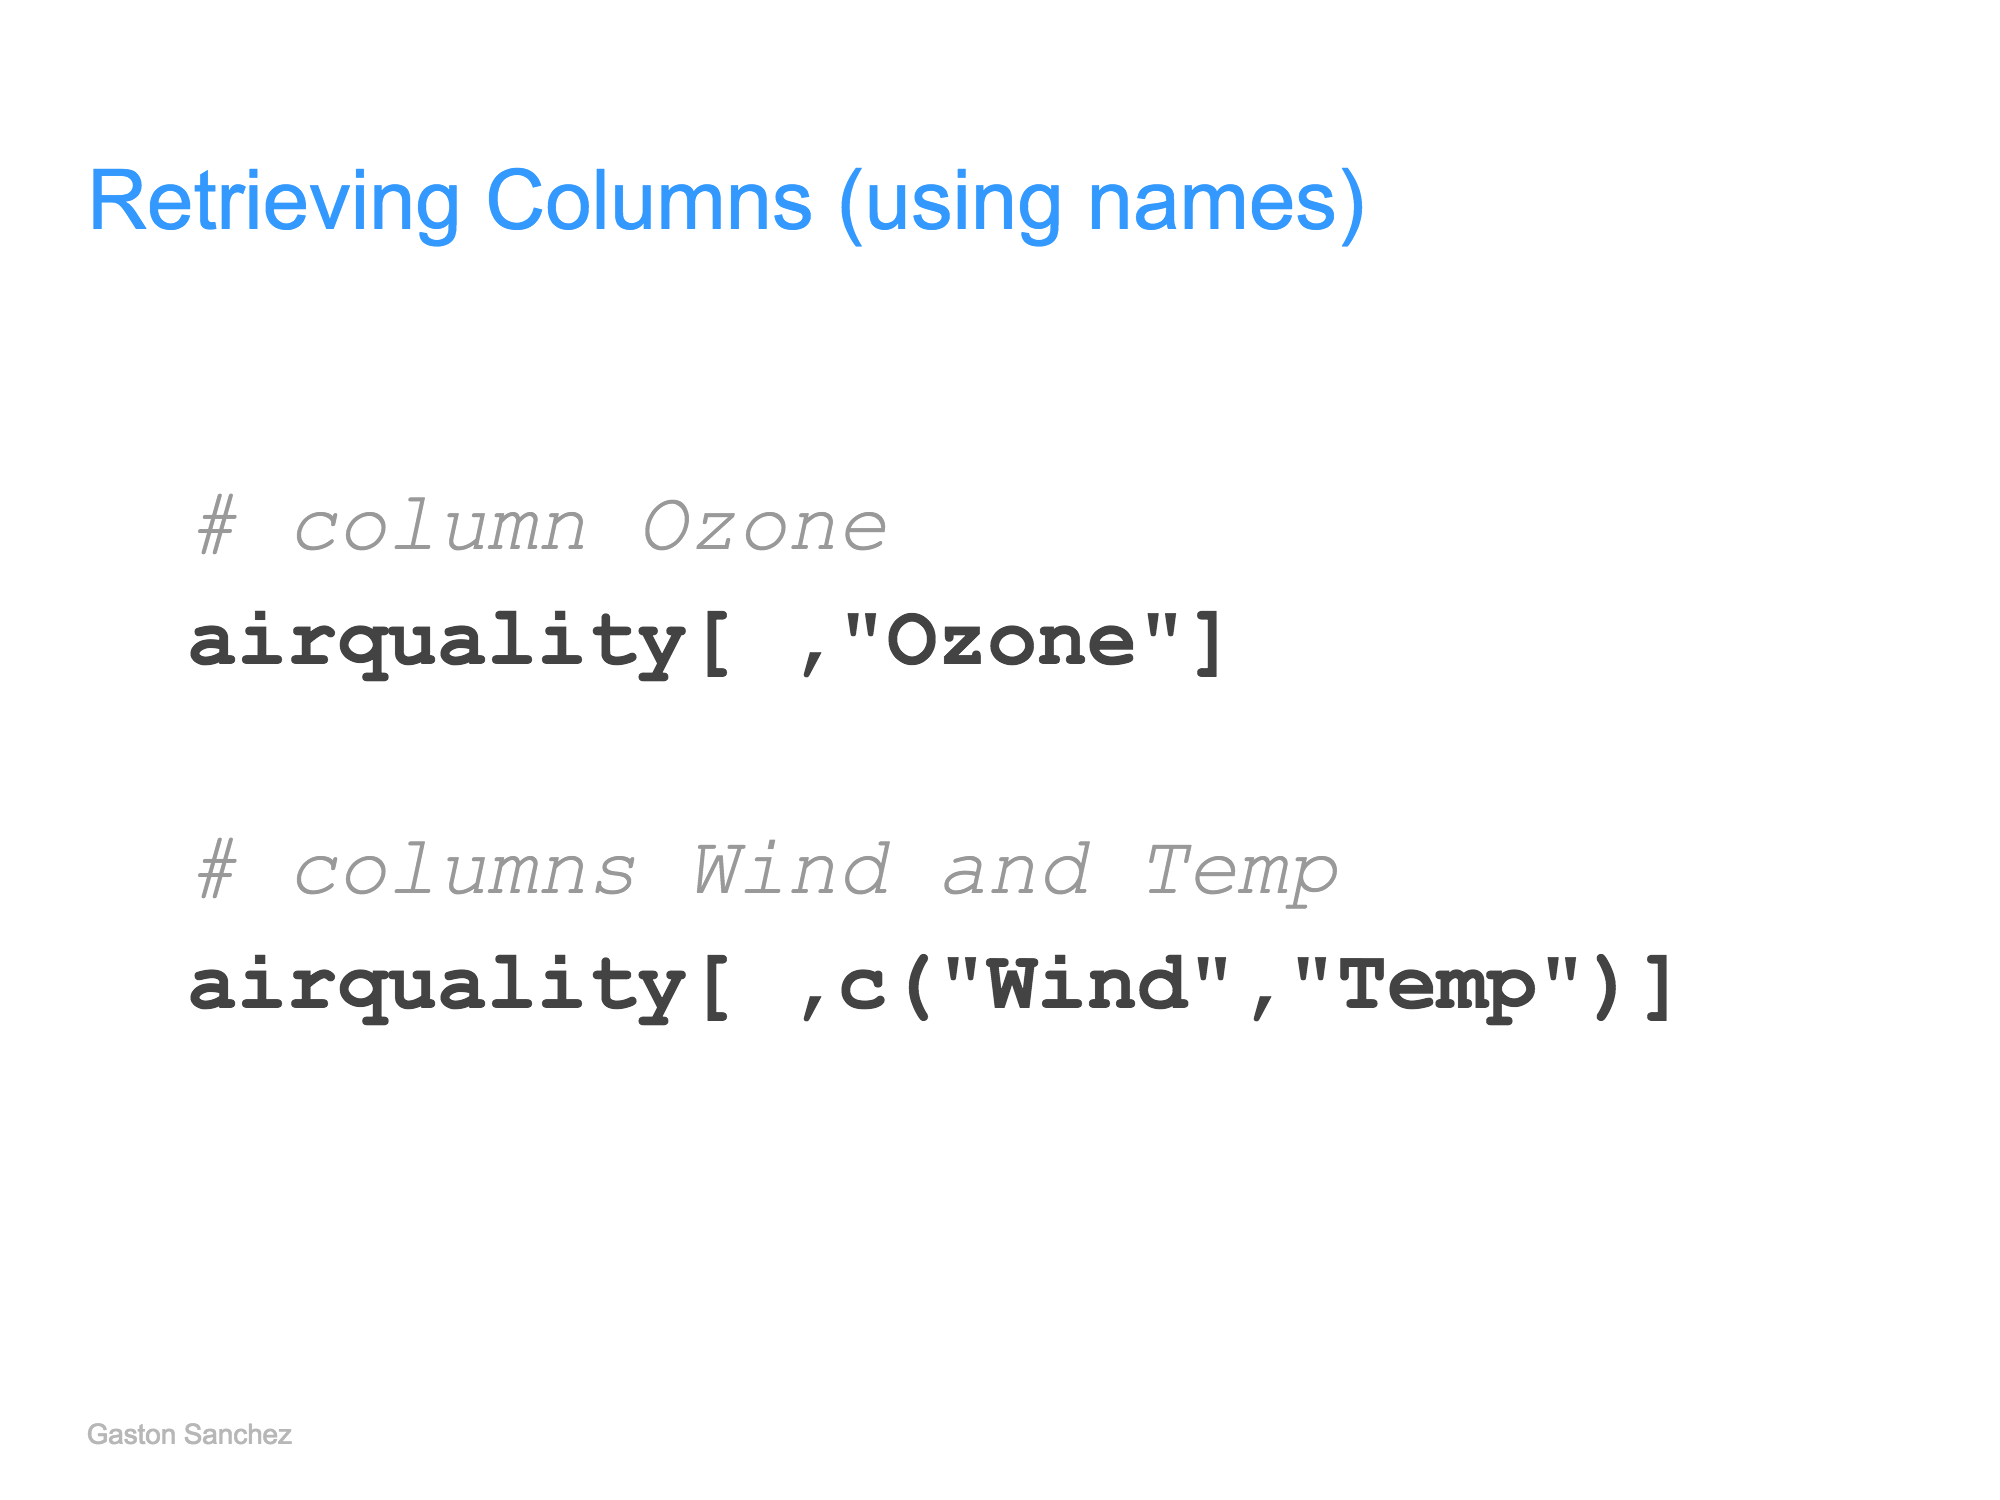 Retrieving Columns (using names)
# column Ozone
airquality[ ,"Ozone"]
# columns Wind and Temp
airquality[ ,c("Wind","Temp")]
Gaston Sanchez